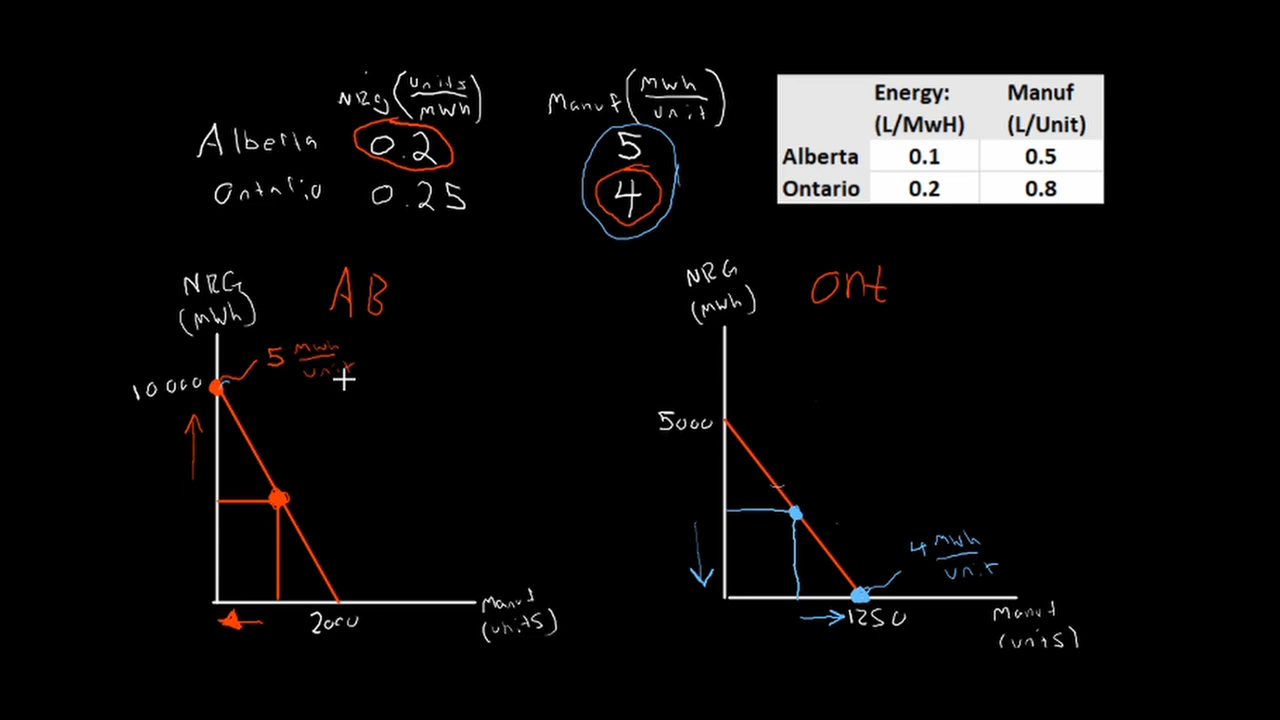 NRG (units/MWH)
Manuf (MWh/unit)
Alberta 0.2 5
Ontario 0.25 4
Energy: Manuf
(L/MwH) (L/Unit)
Alberta 0.1 0.5
Ontario 0.2 0.8
NRG
(MWh)
AB
5 MWh/unit
10000
2000
Manuf
(units)
NRG
(MWh)
Ont
5000
4 MWh/unit
1250
Manuf
(units)